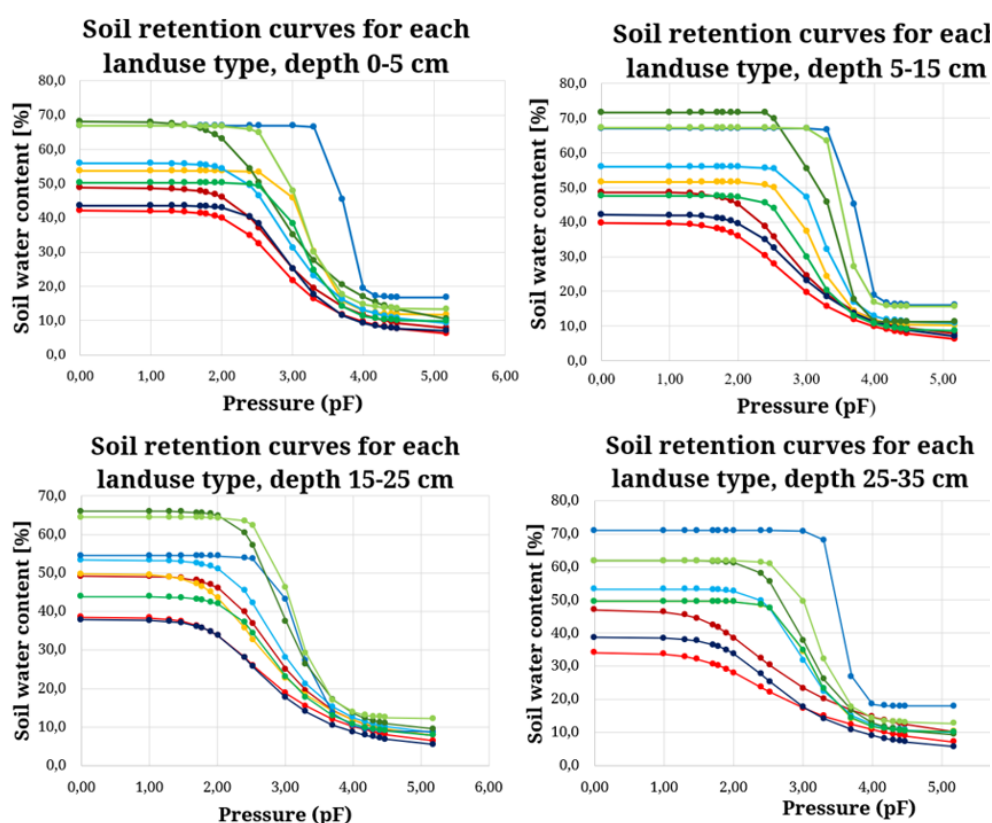 Soil retention curves for each
landuse type, depth 0-5 cm
Soil water content [%]
80,0
70,0
60,0
50,0
40,0
30,0
20,0
10,0
0,0
0,00 1,00 2,00 3,00 4,00 5,00 6,00
Pressure (pF)
Soil retention curves for eacl
landuse type, depth 5-15 cm
Soil water content [%]
80,0
70,0
60,0
50,0
40,0
30,0
20,0
10,0
0,0
0,00 1,00 2,00 3,00 4,00 5,00
Pressure (pF)
Soil retention curves for each
landuse type, depth 15-25 cm
Soil water content [%]
70,0
60,0
50,0
40,0
30,0
20,0
10,0
0,0
0,00 1,00 2,00 3,00 4,00 5,00 6,00
Pressure (pF)
Soil retention curves for each
landuse type, depth 25-35 cm
Soil water content [%]
80,0
70,0
60,0
50,0
40,0
30,0
20,0
10,0
0,0
0,00 1,00 2,00 3,00 4,00 5,00
Pressure (pF)